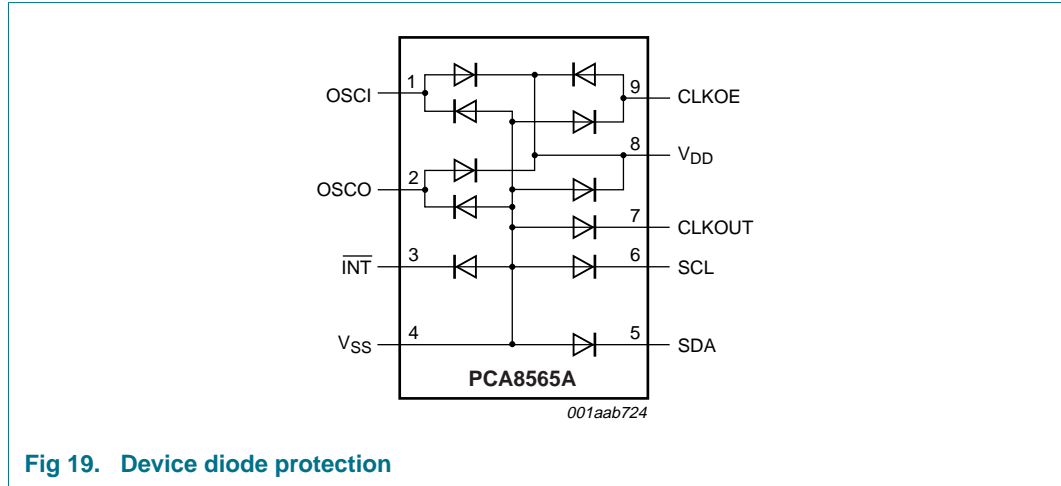 OSCI 1
9 CLKOE
8 VDD
OSCO 2
7 CLKOUT
INT 3
6 SCL
VSS 4
5 SDA
PCA8565A
001aab724
Fig 19. Device diode protection